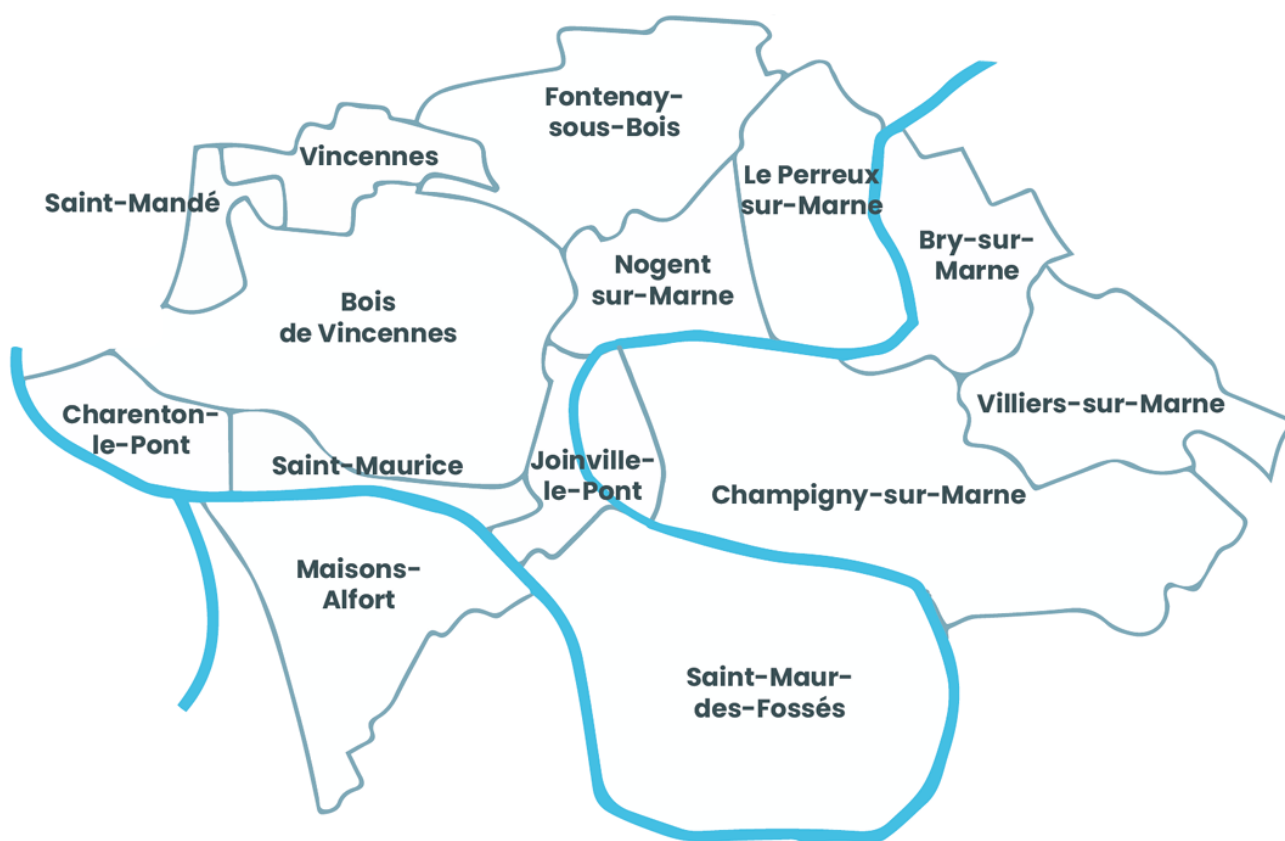 Fontenay-
sous-Bois
Vincennes
Saint-Mandé
Le Perreux
sur-Marne
Bry-sur-
Marne
Nogent
sur-Marne
Bois
de Vincennes
Charenton-
le-Pont
Saint-Maurice
Joinville-
le-Pont
Villiers-sur-Marne
Champigny-sur-Marne
Maisons-
Alfort
Saint-Maur-
des-Fossés